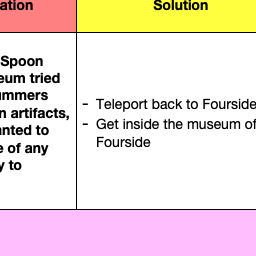 ation
Solution
Spoon
eum tried
ummers
n artifacts,
anted to
e of any
y to
- Teleport back to Fourside
- Get inside the museum of
Fourside